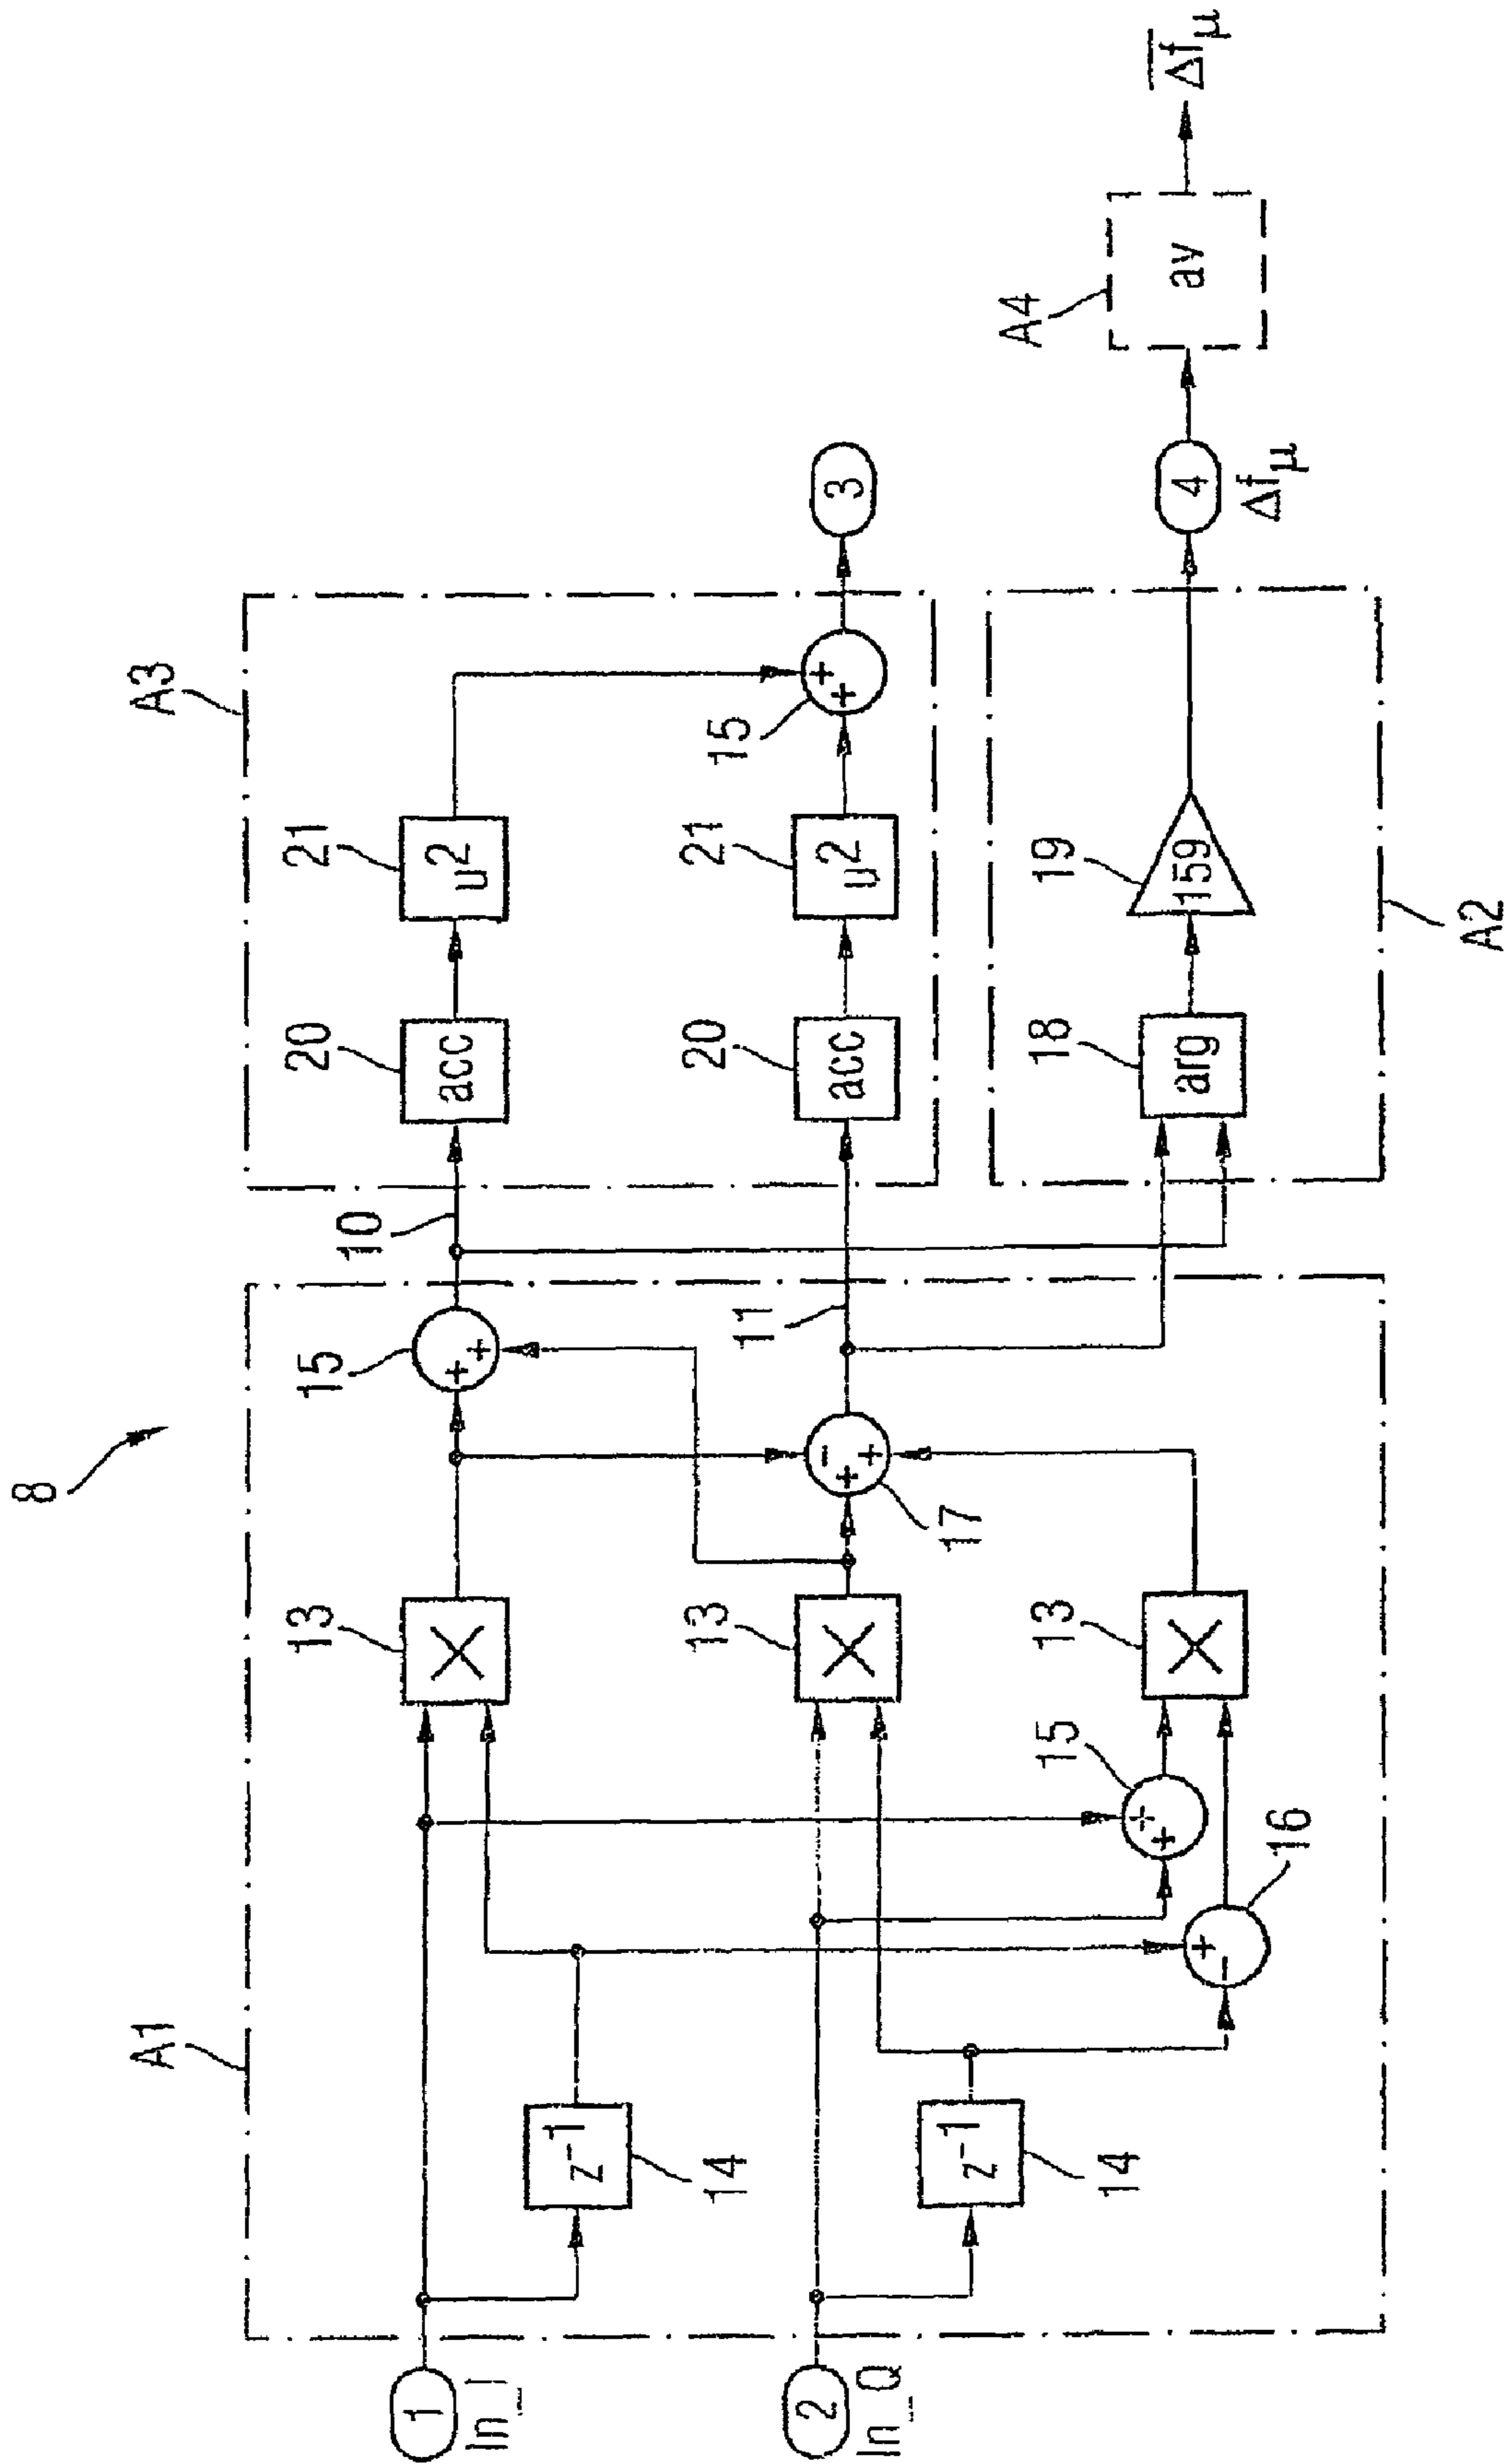 8
A1
A3
1
In_I
z⁻¹
14
13
×
15
+
+
10
20
acc
21
u²
2
In_Q
z⁻¹
14
13
×
17
−
+
+
11
20
acc
21
u²
15
+
+
3
16
+
−
15
+
+
13
×
18
arg
19
159
A2
4
Δfμ
A4
av
Δ̅f̅μ